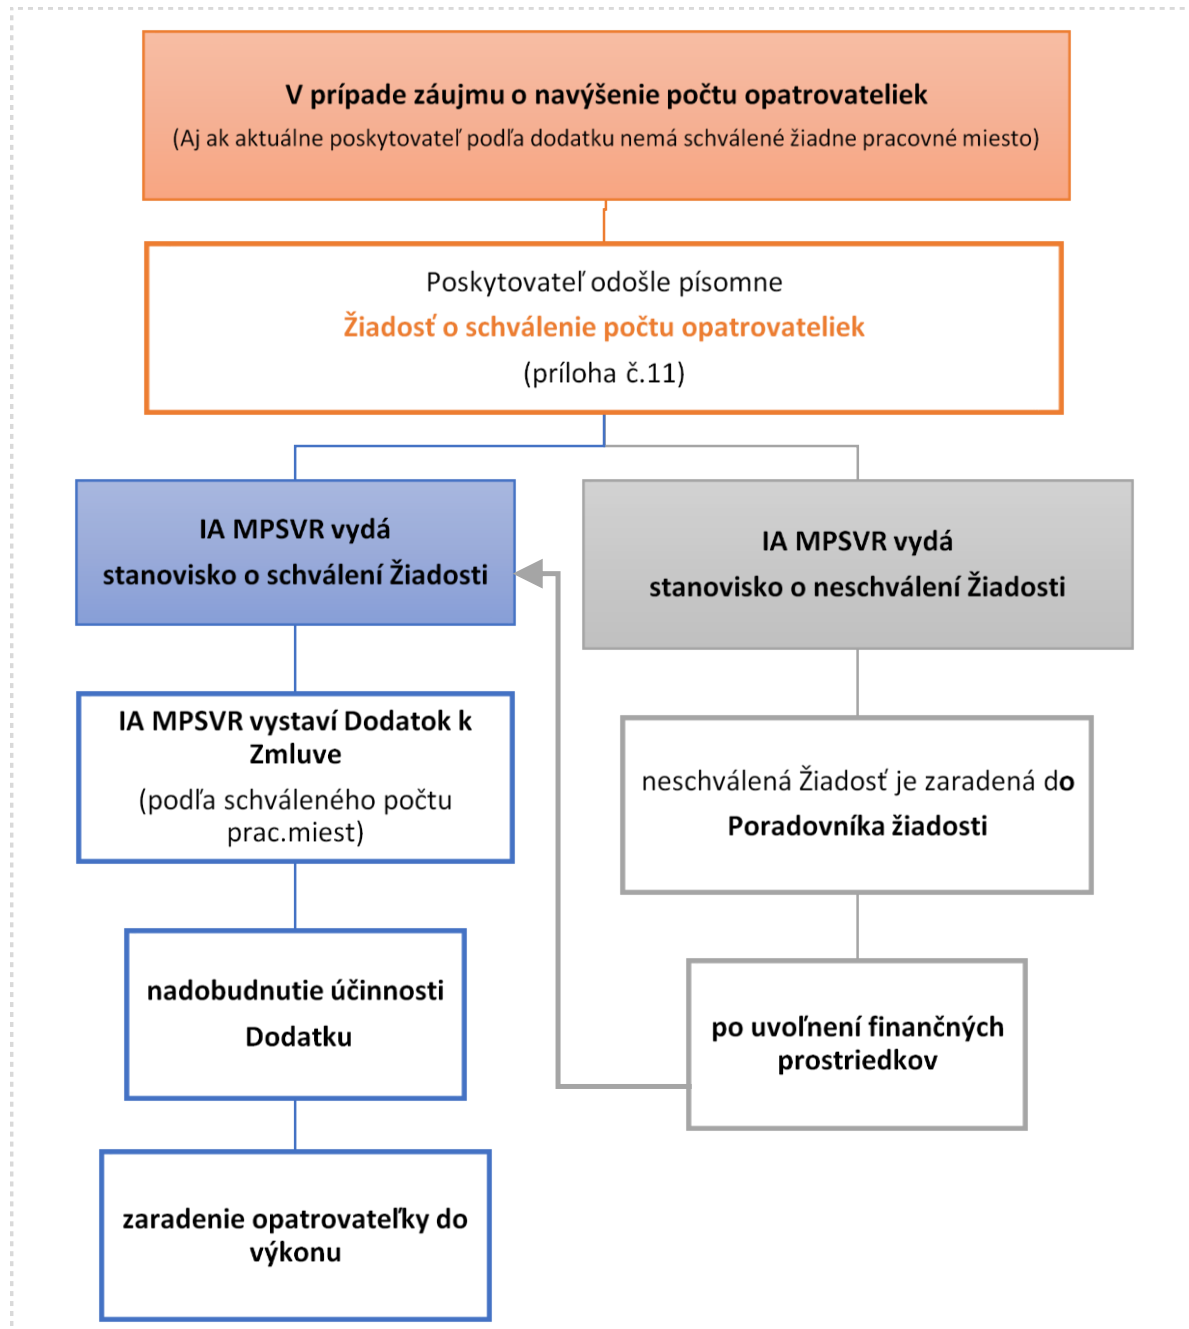 V prípade záujmu o navýšenie počtu opatrovateliek
(Aj ak aktuálne poskytovateľ podľa dodatku nemá schválené žiadne pracovné miesto)
Poskytovateľ odošle písomne
Žiadosť o schválenie počtu opatrovateliek
(príloha č.11)
IA MPSVR vydá
stanovisko o schválení Žiadosti
IA MPSVR vystaví Dodatok k
Zmluve
(podľa schváleného počtu
prac.miest)
nadobudnutie účinnosti
Dodatku
zaradenie opatrovateľky do
výkonu
IA MPSVR vydá
stanovisko o neschválení Žiadosti
neschválená Žiadosť je zaradená do
Poradovníka žiadosti
po uvoľnení finančných
prostriedkov